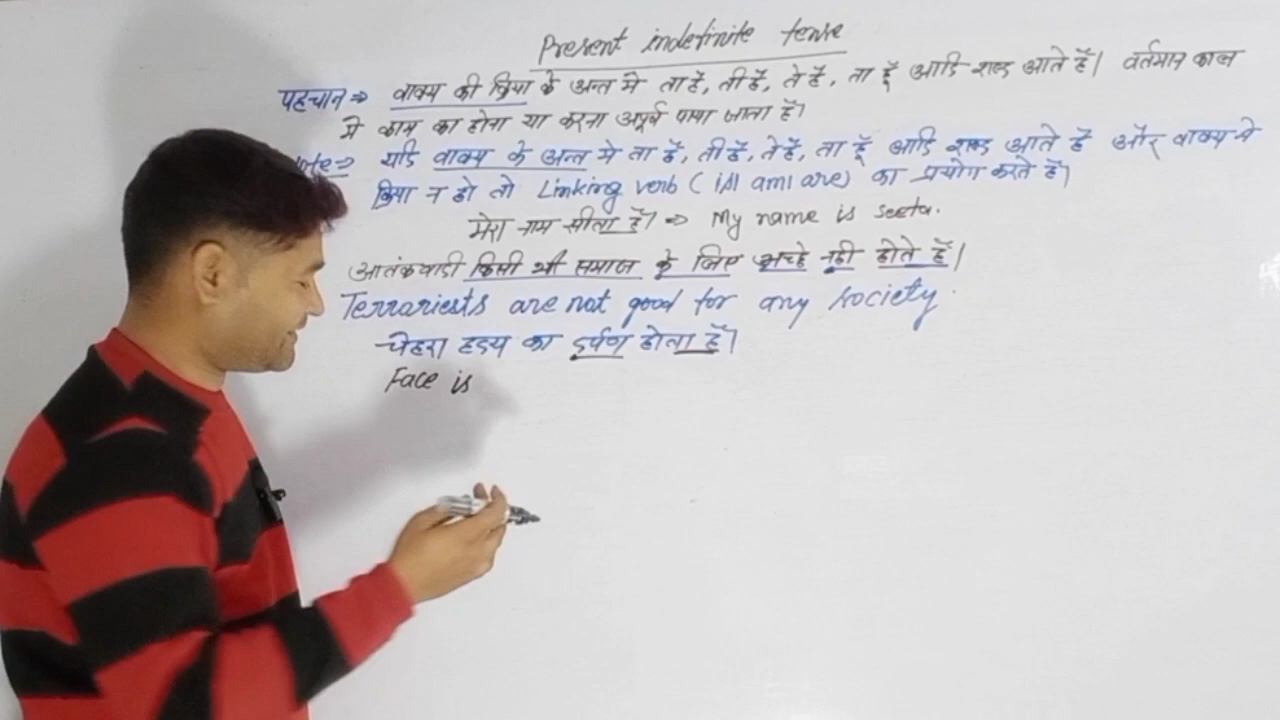 Present indefinite tense
पहचान ⇒ वाक्य की क्रिया के अन्त मे ता है, ती है, ते है, ता हूँ आदि शब्द आते हैं। वर्तमान काल
मे काम का होना या करना अपूर्ण पाया जाता है।
Note ⇒ यदि वाक्य के अन्त मे ता है, ती है, ते है, ता हूँ आदि शब्द आते है और वाक्य मे
क्रिया न हो तो Linking verb ( is/ am/ are) का प्रयोग करते है।
मेरा नाम सीता है। ⇒ My name is seeta.
आतंकवादी किसी भी समाज के लिए अच्छे नही होते हैं।
Terrariests are not good for any society.
चेहरा हृदय का दर्पण होता है।
Face is